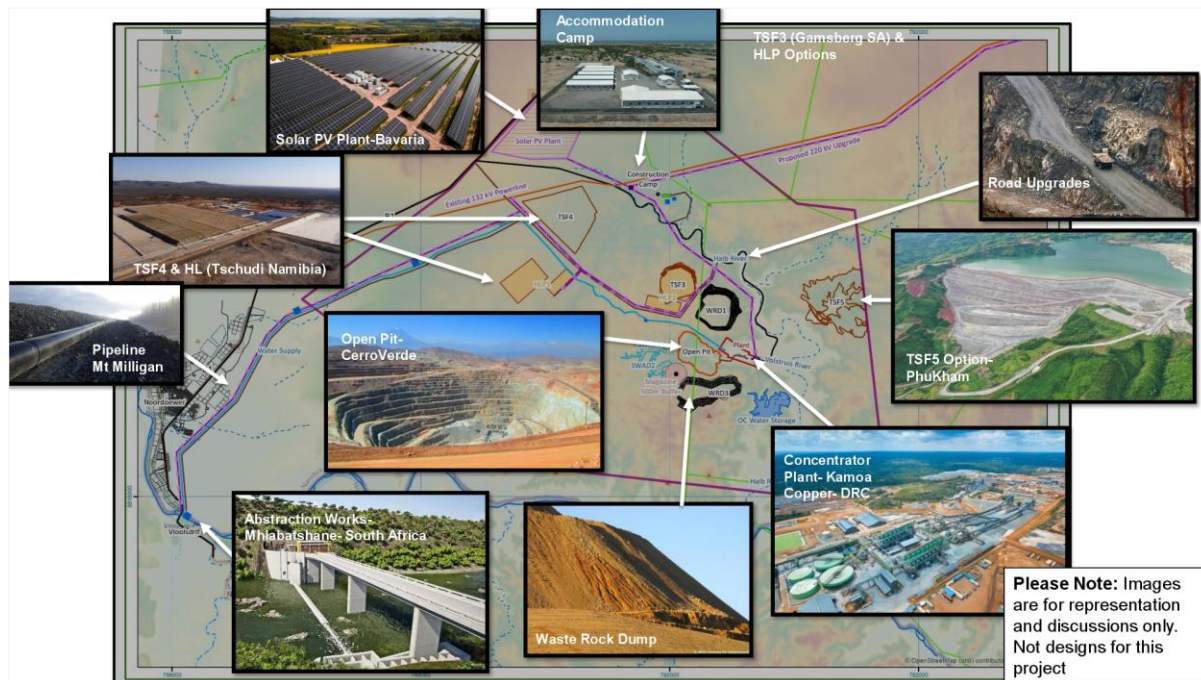 Accommodation
Camp
TSF3 (Gamsberg SA) &
HLP Options
Solar PV Plant-Bavaria
Solar PV Plant
Proposed 220 kV Upgrade
Construction
Camp
Road Upgrades
Existing 132 kV Powerline
TSF4
TSF4 & HL (Tschudi Namibia)
Haib River
TSF3
TSF5
WRD1
Pipeline
Mt Milligan
Water Supply
Open Pit-
CerroVerde
Open Pit
Plant
Volstruis River
TSF5 Option-
PhuKham
SWAD2
Magazine
500m Buffer
WRD3
Noordoewer
OC Water Storage
Concentrator
Plant- Kamoa
Copper- DRC
Abstraction Works-
Mhlabatshane- South Africa
Vioolsdrif
Waste Rock Dump
Please Note: Images
are for representation
and discussions only.
Not designs for this
project
© OpenStreetMap (and)